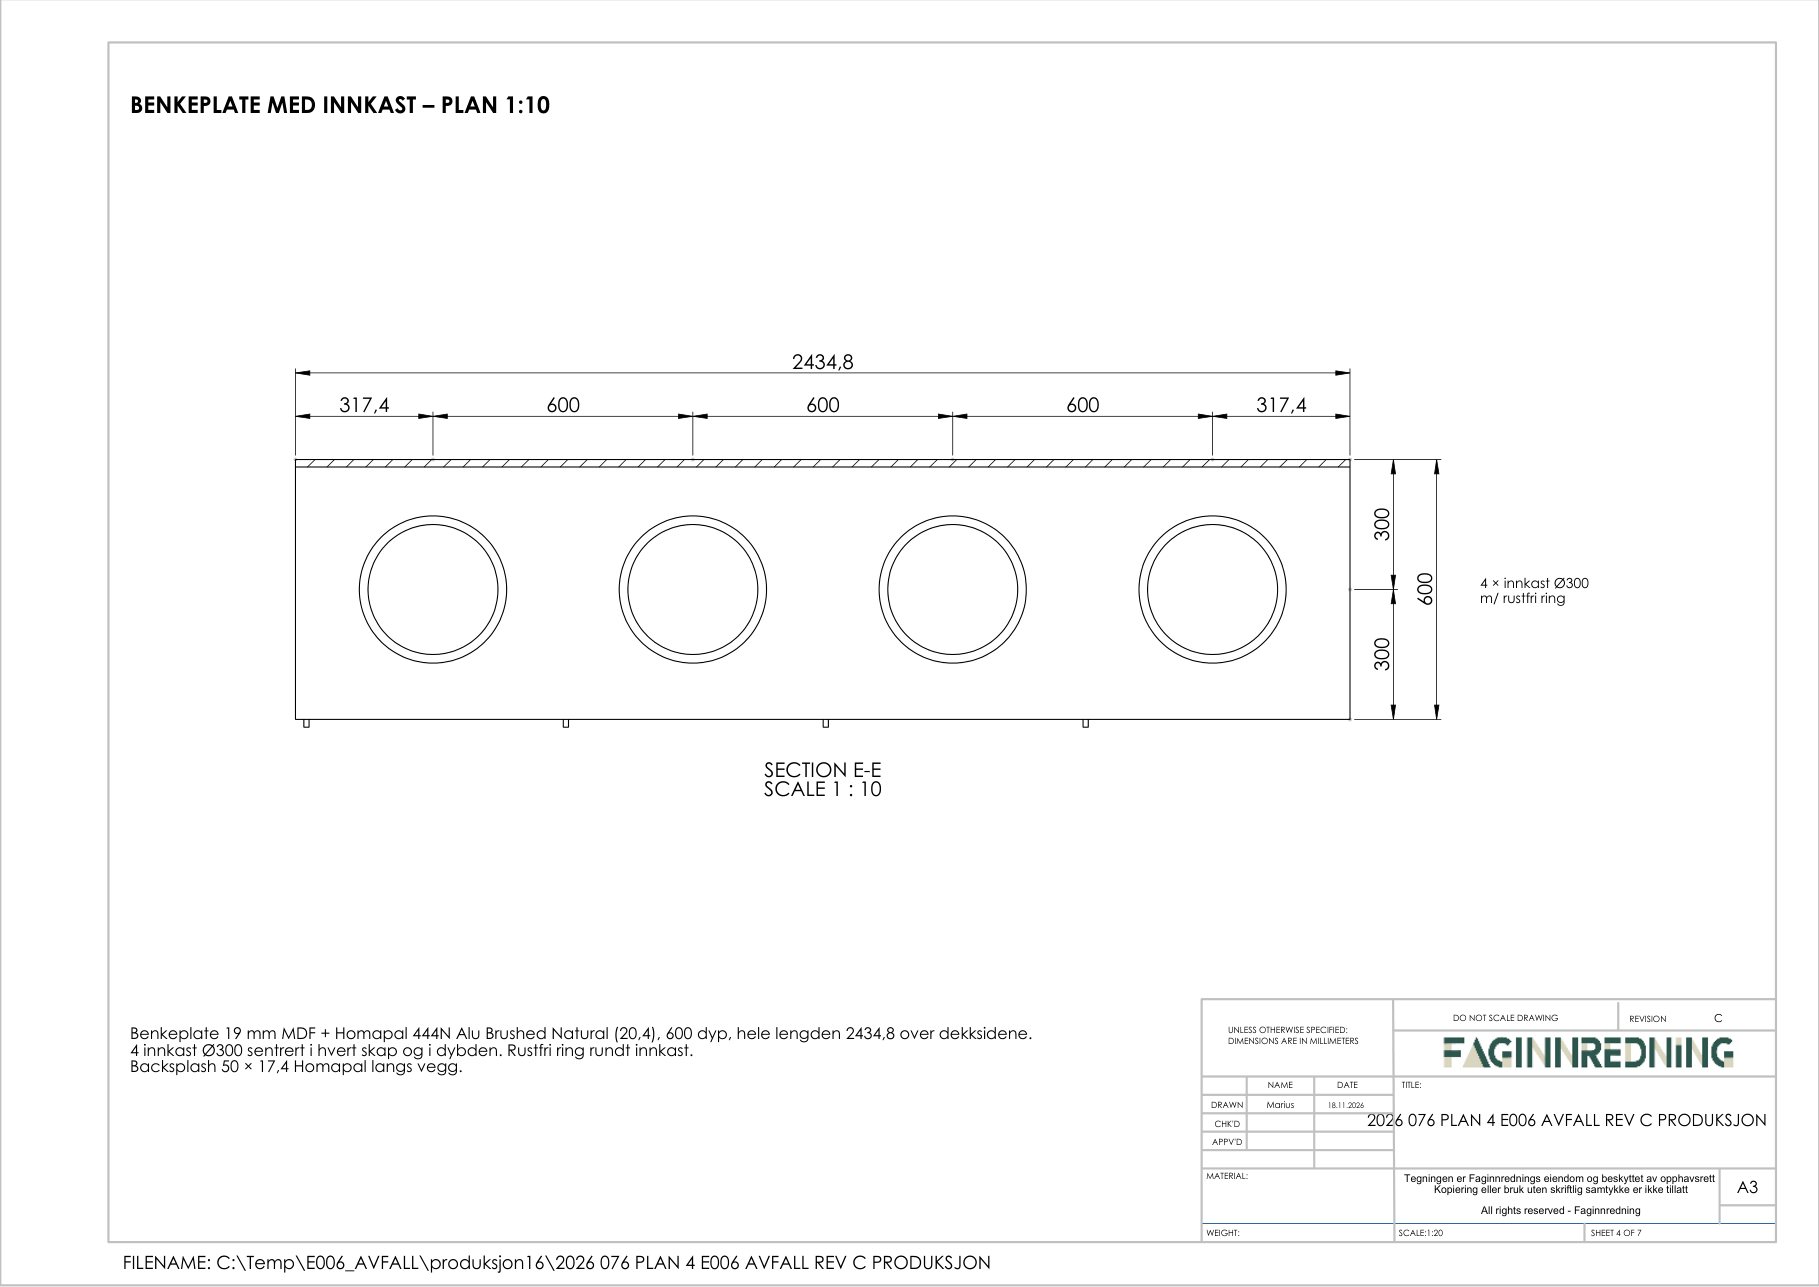 BENKEPLATE MED INNKAST – PLAN 1:10
2434,8
317,4 600 600 600 317,4
300
600
300
4 × innkast Ø300
m/ rustfri ring
SECTION E-E
SCALE 1 : 10
Benkeplate 19 mm MDF + Homapal 444N Alu Brushed Natural (20,4), 600 dyp, hele lengden 2434,8 over dekksidene.
4 innkast Ø300 sentrert i hvert skap og i dybden. Rustfri ring rundt innkast.
Backsplash 50 × 17,4 Homapal langs vegg.
UNLESS OTHERWISE SPECIFIED:
DIMENSIONS ARE IN MILLIMETERS
DO NOT SCALE DRAWING
REVISION C
FAGINNREDNiNG
NAME DATE
DRAWN Marius 18.11.2026
CHK'D
APPV'D
TITLE:
2026 076 PLAN 4 E006 AVFALL REV C PRODUKSJON
MATERIAL:
Tegningen er Faginnrednings eiendom og beskyttet av opphavsrett
Kopiering eller bruk uten skriftlig samtykke er ikke tillatt
All rights reserved - Faginnredning
A3
WEIGHT:
SCALE:1:20
SHEET 4 OF 7
FILENAME: C:\Temp\E006_AVFALL\produksjon16\2026 076 PLAN 4 E006 AVFALL REV C PRODUKSJON